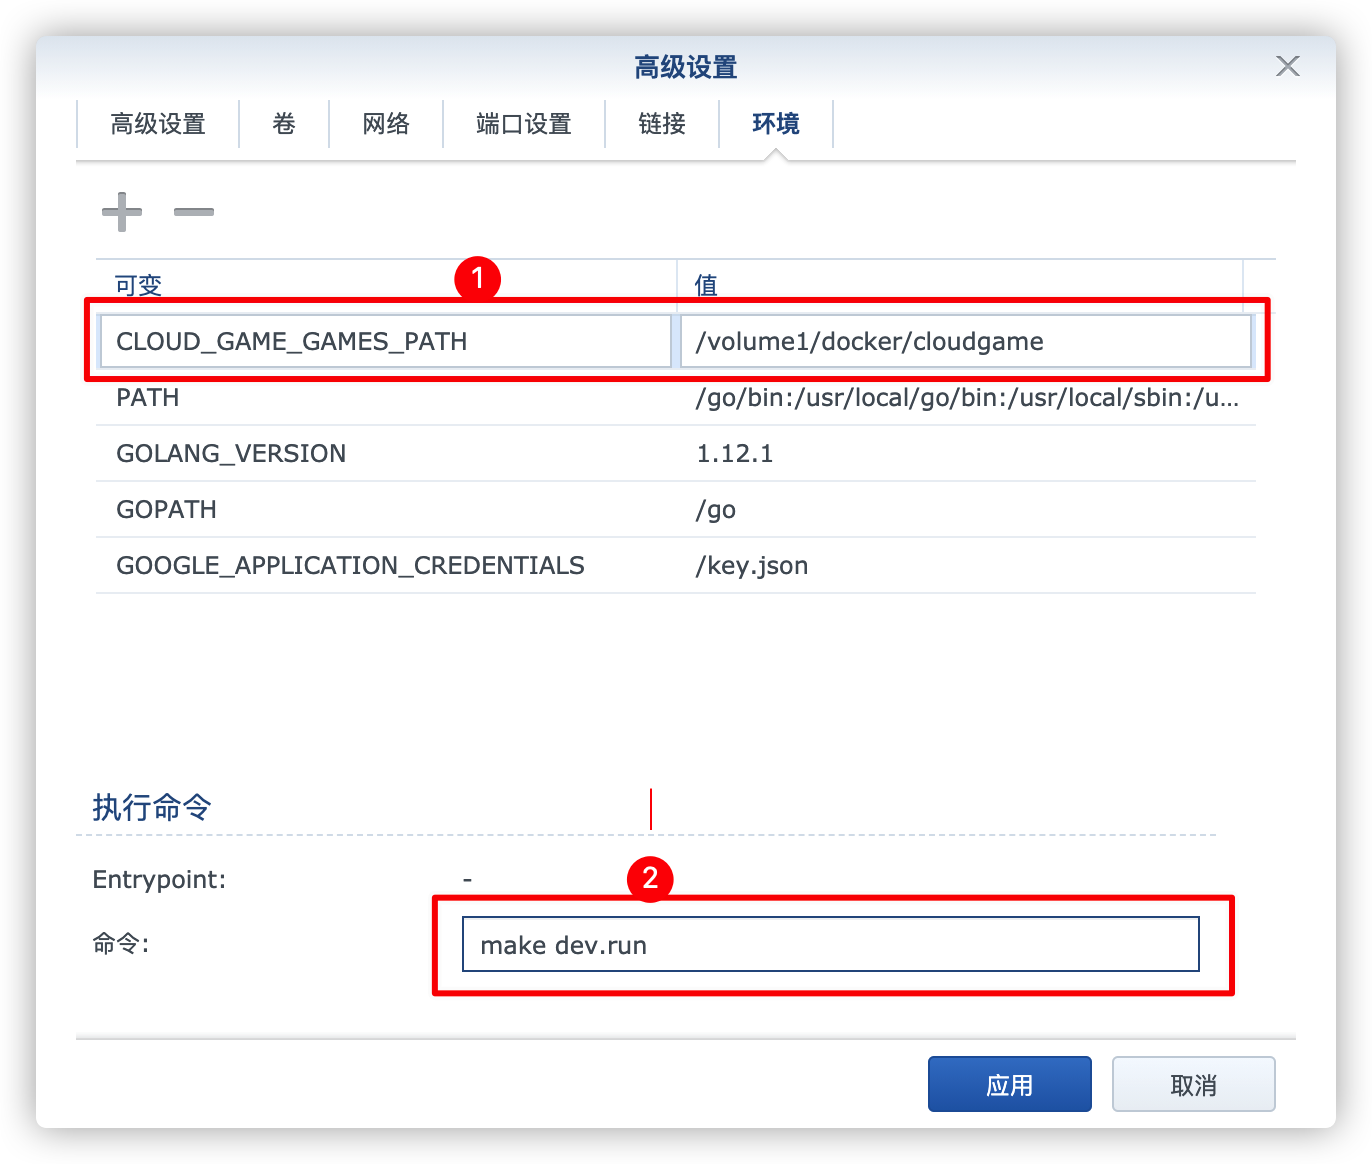 高级设置
高级设置 卷 网络 端口设置 链接 环境
1
可变 值
CLOUD_GAME_GAMES_PATH /volume1/docker/cloudgame
PATH /go/bin:/usr/local/go/bin:/usr/local/sbin:/u...
GOLANG_VERSION 1.12.1
GOPATH /go
GOOGLE_APPLICATION_CREDENTIALS /key.json
执行命令
Entrypoint: -
2
命令: make dev.run
应用 取消